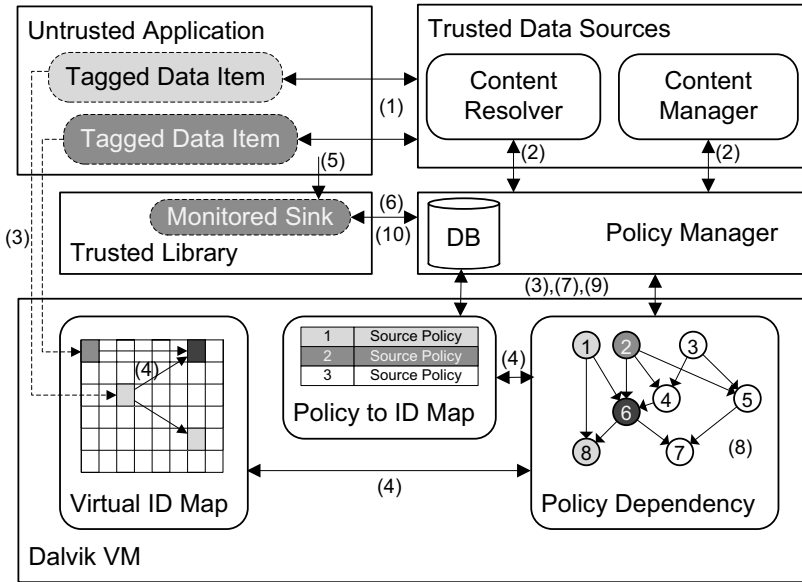 Untrusted Application
Tagged Data Item
Tagged Data Item
(1)
(5)
Trusted Data Sources
Content
Resolver
Content
Manager
(2)
(2)
(3)
Monitored Sink
Trusted Library
(6)
(10)
DB
Policy Manager
(3),(7),(9)
(4)
Virtual ID Map
1 Source Policy
2 Source Policy
3 Source Policy
Policy to ID Map
(4)
1
2
3
4
5
6
7
8
(8)
Policy Dependency
(4)
Dalvik VM